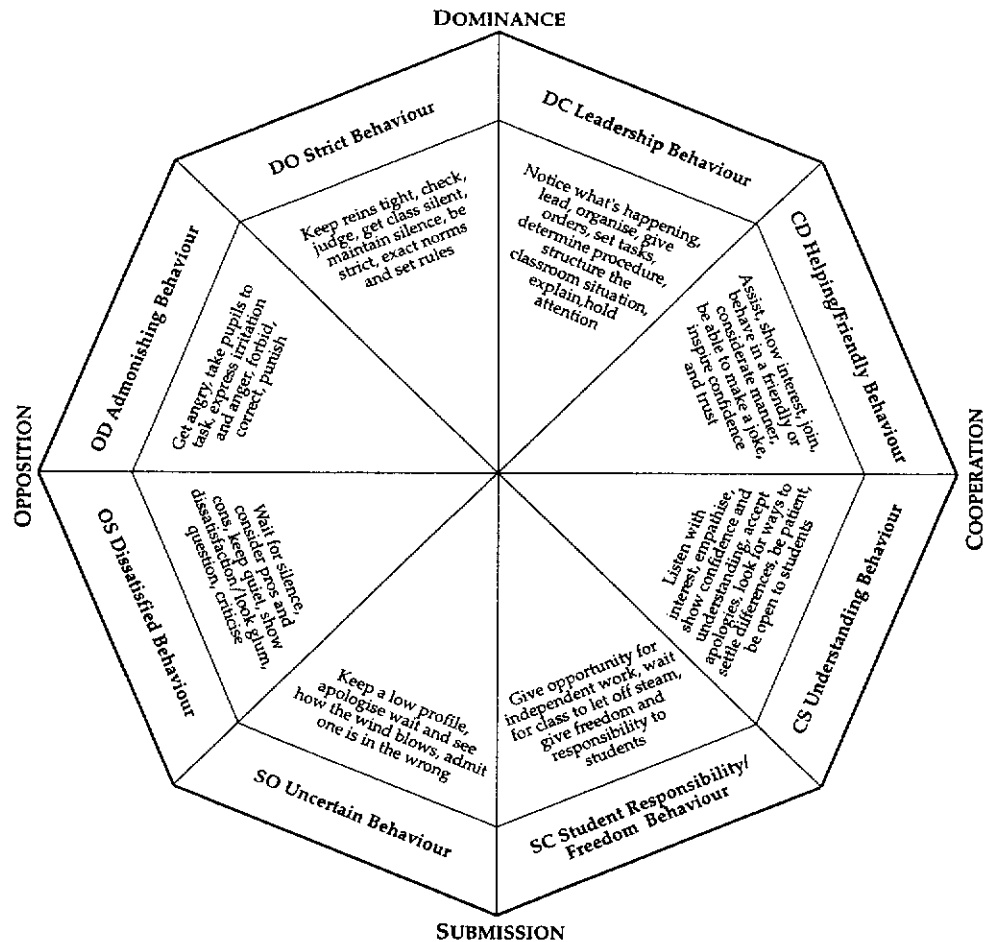 DOMINANCE
DO Strict Behaviour
Keep reins tight, check,
judge, get class silent,
maintain silence, be
strict, exact norms
and set rules
DC Leadership Behaviour
Notice what's happening,
lead, organise, give
orders, set tasks,
determine procedure,
structure the
classroom situation,
explain, hold
attention
CD Helping/Friendly Behaviour
Assist, show interest, join,
behave in a friendly or
considerate manner,
be able to make a joke,
inspire confidence
and trust
COOPERATION
CS Understanding Behaviour
Listen with
interest, empathise,
show confidence and
understanding, accept
apologies, look for ways to
settle differences, be patient,
be open to students
SC Student Responsibility/
Freedom Behaviour
Give opportunity for
independent work, wait
for class to let off steam,
give freedom and
responsibility to
students
SUBMISSION
SO Uncertain Behaviour
Keep a low profile,
apologise wait and see
how the wind blows, admit
one is in the wrong
OS Dissatisfied Behaviour
Wait for silence,
consider pros and
cons, keep quiet, show
dissatisfaction/look glum,
question, criticise
OPPOSITION
OD Admonishing Behaviour
Get angry, take pupils to
task, express irritation
and anger, forbid,
correct, punish